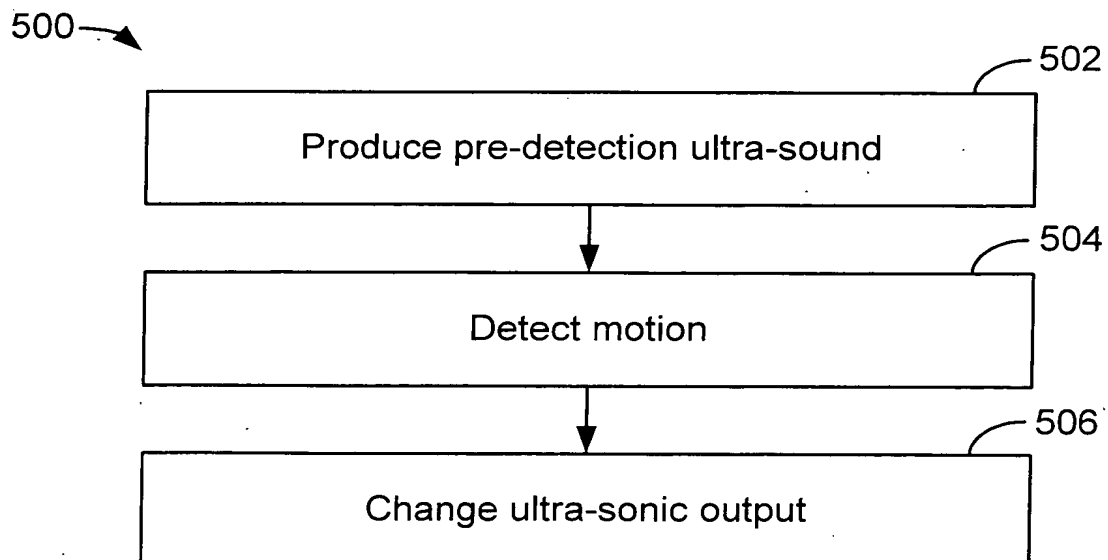 500
502
Produce pre-detection ultra-sound
504
Detect motion
506
Change ultra-sonic output